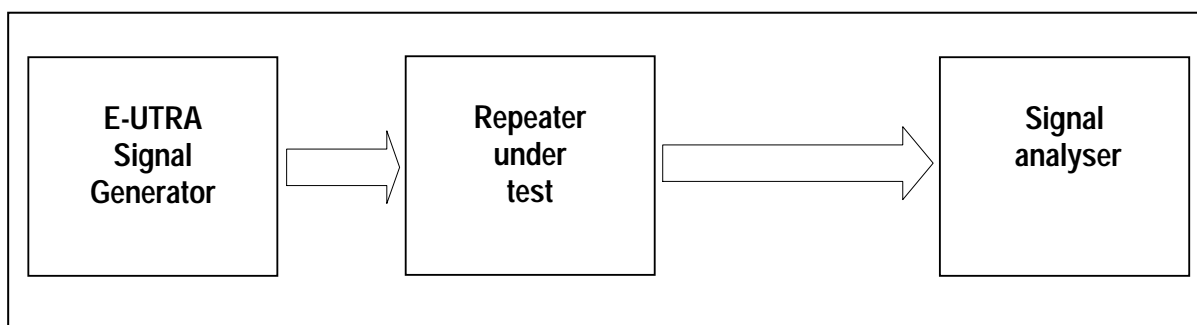 E-UTRA
Signal
Generator
Repeater
under
test
Signal
analyser